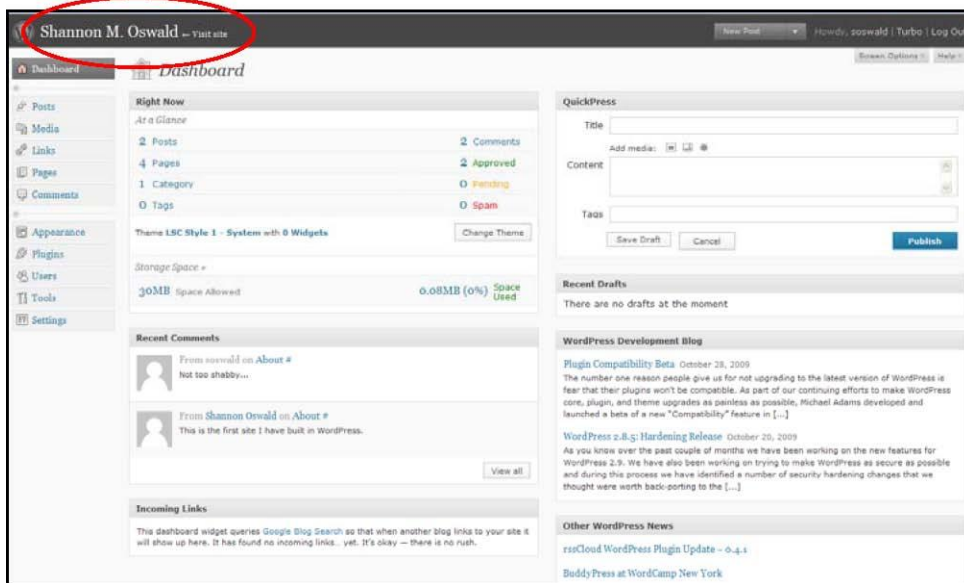 Shannon M. Oswald ← Visit site
New Post
Howdy, soswald | Turbo | Log Ou
Screen Options
Help
Dashboard
Posts
Media
Links
Pages
Comments
Appearance
Plugins
Users
Tools
Settings
Dashboard
Right Now
At a Glance
2 Posts
2 Comments
4 Pages
2 Approved
1 Category
0 Pending
0 Tags
0 Spam
Theme LSC Style 1 - System with 0 Widgets
Change Theme
Storage Space »
30MB Space Allowed
0.08MB (0%) Space Used
Recent Comments
From soswald on About #
Not too shabby...
From Shannon Oswald on About #
This is the first site I have built in WordPress.
View all
Incoming Links
This dashboard widget queries Google Blog Search so that when another blog links to your site it
will show up here. It has found no incoming links… yet. It's okay — there is no rush.
QuickPress
Title
Add media:
Content
Tags
Save Draft
Cancel
Publish
Recent Drafts
There are no drafts at the moment
WordPress Development Blog
Plugin Compatibility Beta October 28, 2009
The number one reason people give us for not upgrading to the latest version of WordPress is
fear that their plugins won't be compatible. As part of our continuing efforts to make WordPress
core, plugin, and theme upgrades as painless as possible, Michael Adams developed and
launched a beta of a new "Compatibility" feature in [...]
WordPress 2.8.5: Hardening Release October 20, 2009
As you know over the past couple of months we have been working on the new features for
WordPress 2.9. We have also been working on trying to make WordPress as secure as possible
and during this process we have identified a number of security hardening changes that we
thought were worth back-porting to the [...]
Other WordPress News
rssCloud WordPress Plugin Update – 0.4.1
BuddyPress at WordCamp New York